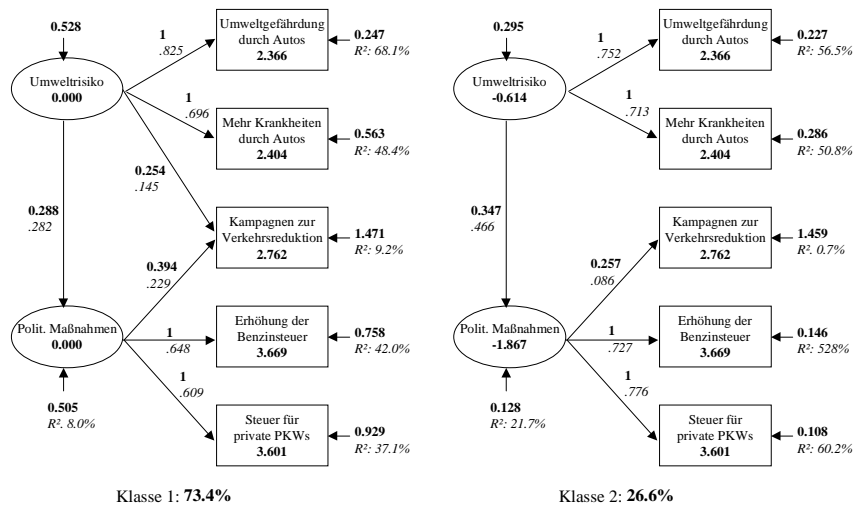 0.528
1
.825
Umweltgefährdung
durch Autos
2.366
0.247
R²: 68.1%
Umweltrisiko
0.000
1
.696
Mehr Krankheiten
durch Autos
2.404
0.563
R²: 48.4%
0.254
.145
0.288
.282
Kampagnen zur
Verkehrsreduktion
2.762
1.471
R²: 9.2%
0.394
.229
Polit. Maßnahmen
0.000
1
.648
Erhöhung der
Benzinsteuer
3.669
0.758
R²: 42.0%
1
.609
0.505
R². 8.0%
Steuer für
private PKWs
3.601
0.929
R²: 37.1%
Klasse 1: 73.4%
0.295
1
.752
Umweltgefährdung
durch Autos
2.366
0.227
R²: 56.5%
Umweltrisiko
-0.614
1
.713
Mehr Krankheiten
durch Autos
2.404
0.286
R²: 50.8%
0.347
.466
Kampagnen zur
Verkehrsreduktion
2.762
1.459
R². 0.7%
0.257
.086
Polit. Maßnahmen
-1.867
1
.727
Erhöhung der
Benzinsteuer
3.669
0.146
R²: 528%
1
.776
0.128
R²: 21.7%
Steuer für
private PKWs
3.601
0.108
R²: 60.2%
Klasse 2: 26.6%